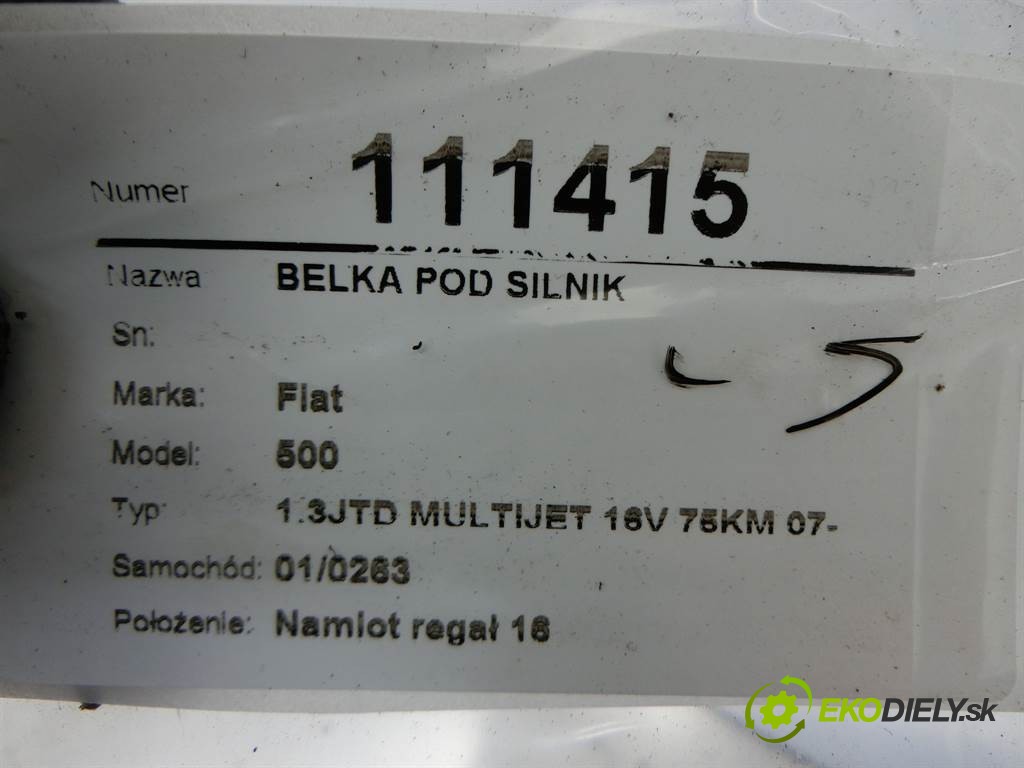 Numer 111415
Nazwa BELKA POD SILNIK
Sn:
Marka: Fiat
Model: 500
Typ: 1.3JTD MULTIJET 16V 75KM 07-
Samochód: 01/0263
Położenie: Namiot regał 16
5
EKODIELY.sk